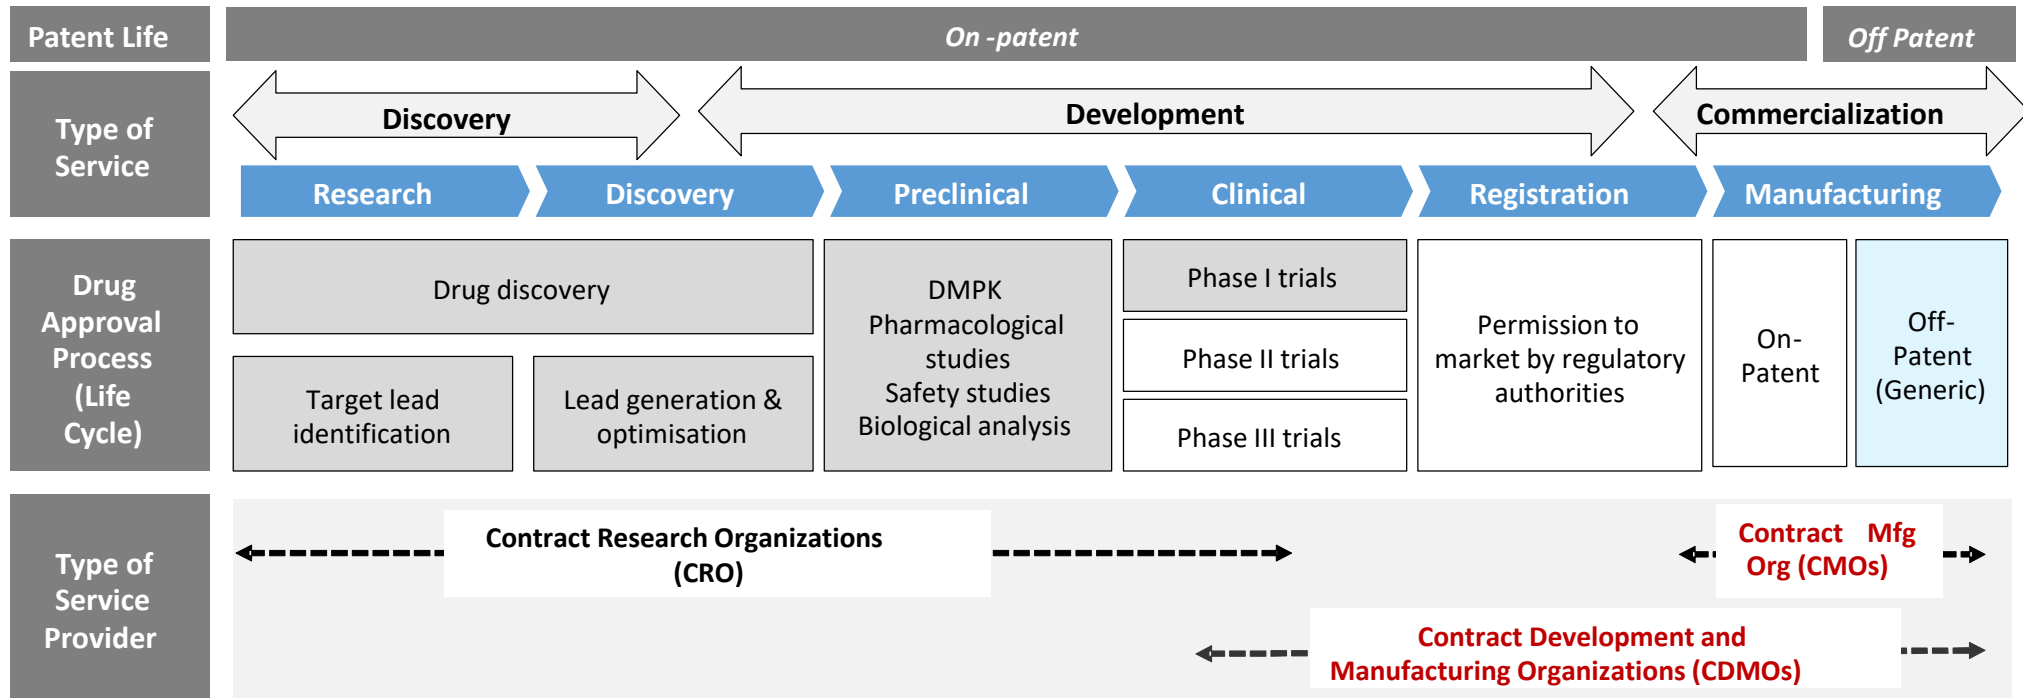 Patent Life
On -patent
Off Patent
Type of
Service
Discovery
Development
Commercialization
Research
Discovery
Preclinical
Clinical
Registration
Manufacturing
Drug
Approval
Process
(Life
Cycle)
Drug discovery
Target lead
identification
Lead generation &
optimisation
DMPK
Pharmacological
studies
Safety studies
Biological analysis
Phase I trials
Phase II trials
Phase III trials
Permission to
market by regulatory
authorities
On-
Patent
Off-
Patent
(Generic)
Type of
Service
Provider
Contract Research Organizations
(CRO)
Contract Mfg
Org (CMOs)
Contract Development and
Manufacturing Organizations (CDMOs)